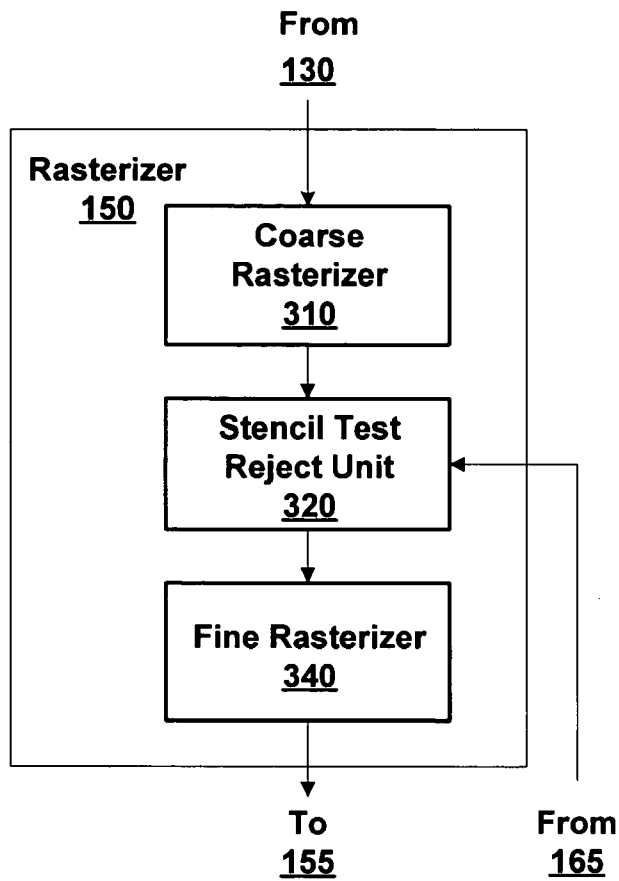 From
130
Rasterizer
150
Coarse
Rasterizer
310
Stencil Test
Reject Unit
320
Fine Rasterizer
340
To
155
From
165